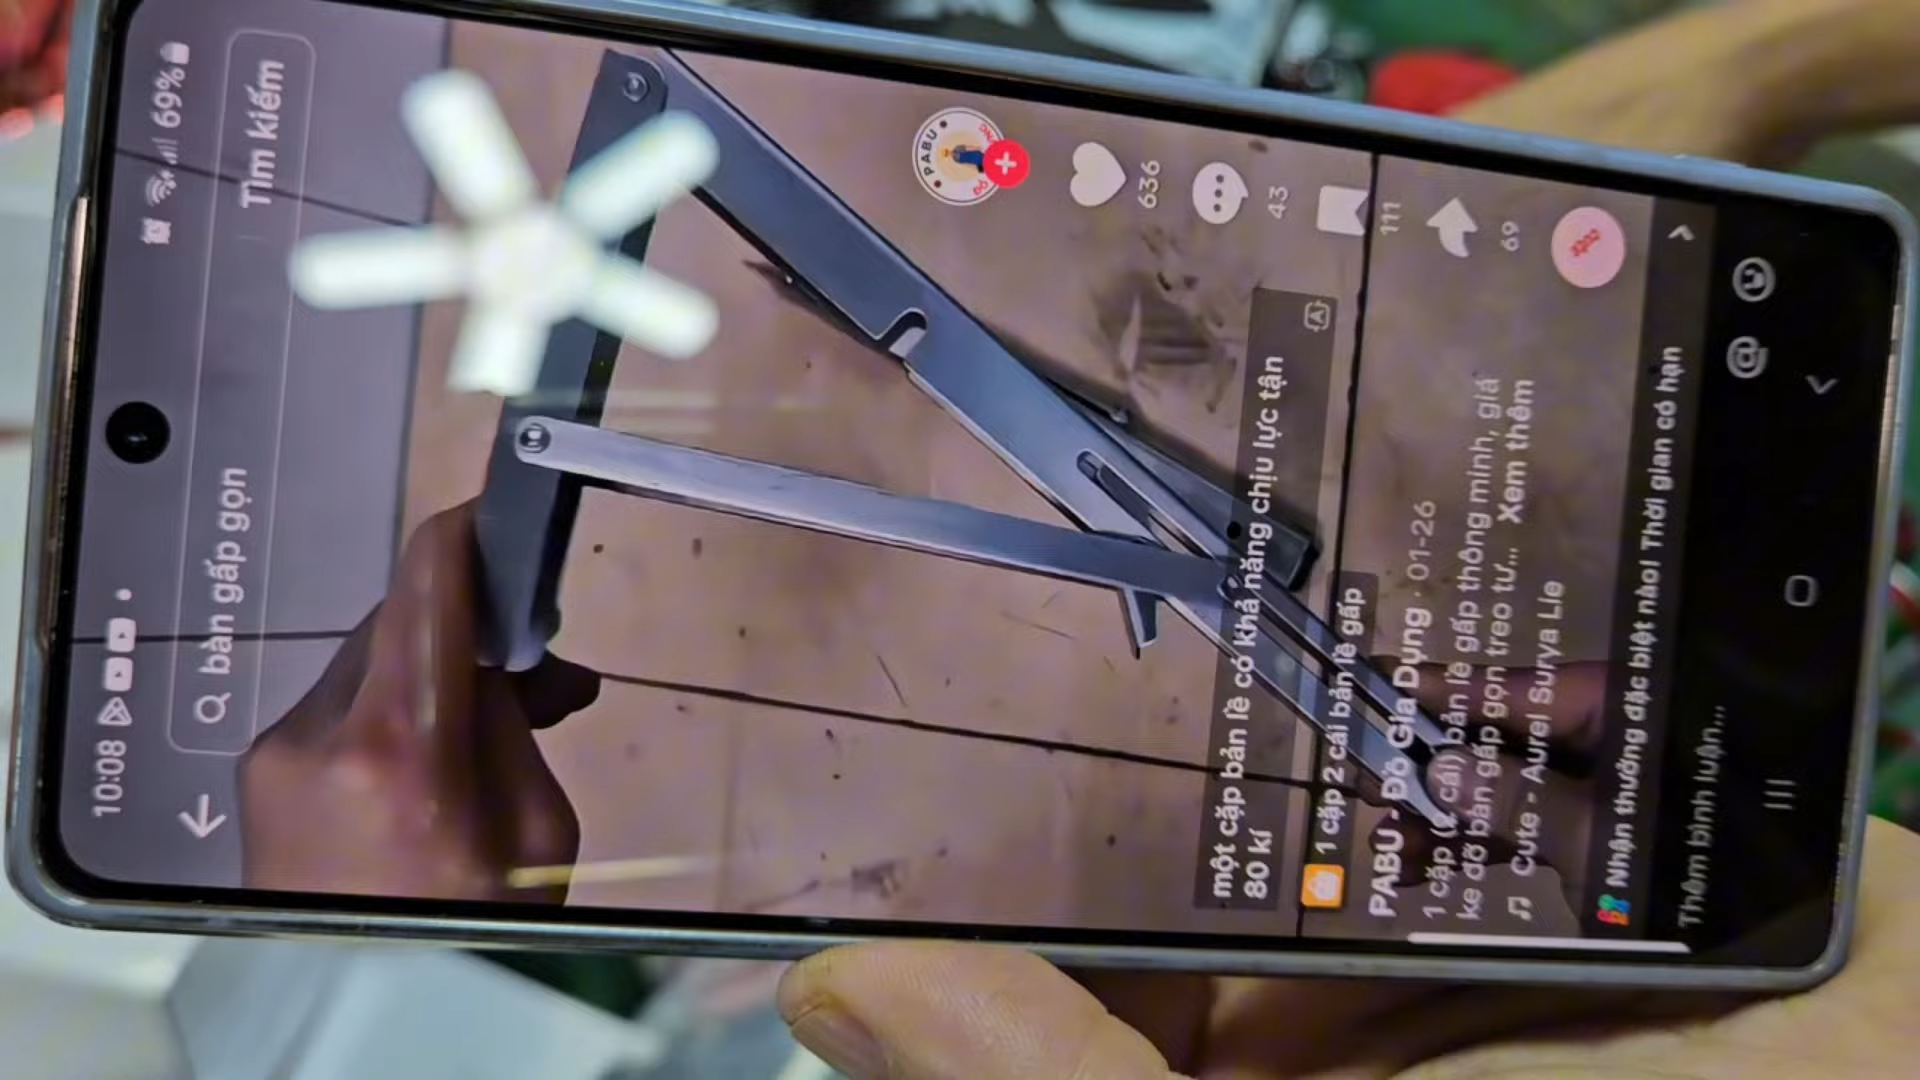 10:08
69%
bàn gấp gọn
Tìm kiếm
PABU
636
43
111
69
một cặp bản lề có khả năng chịu lực tận
80 kí
1 cặp 2 cái bản lề gấp
PABU - Đồ Gia Dụng · 01-26
1 cặp (2 cái) bản lề gấp thông minh, giá
ke đỡ bàn gấp gọn treo tư... Xem thêm
Cute - Aurel Surya Lie
cute
Nhận thưởng đặc biệt nào! Thời gian có hạn
Thêm bình luận...
@